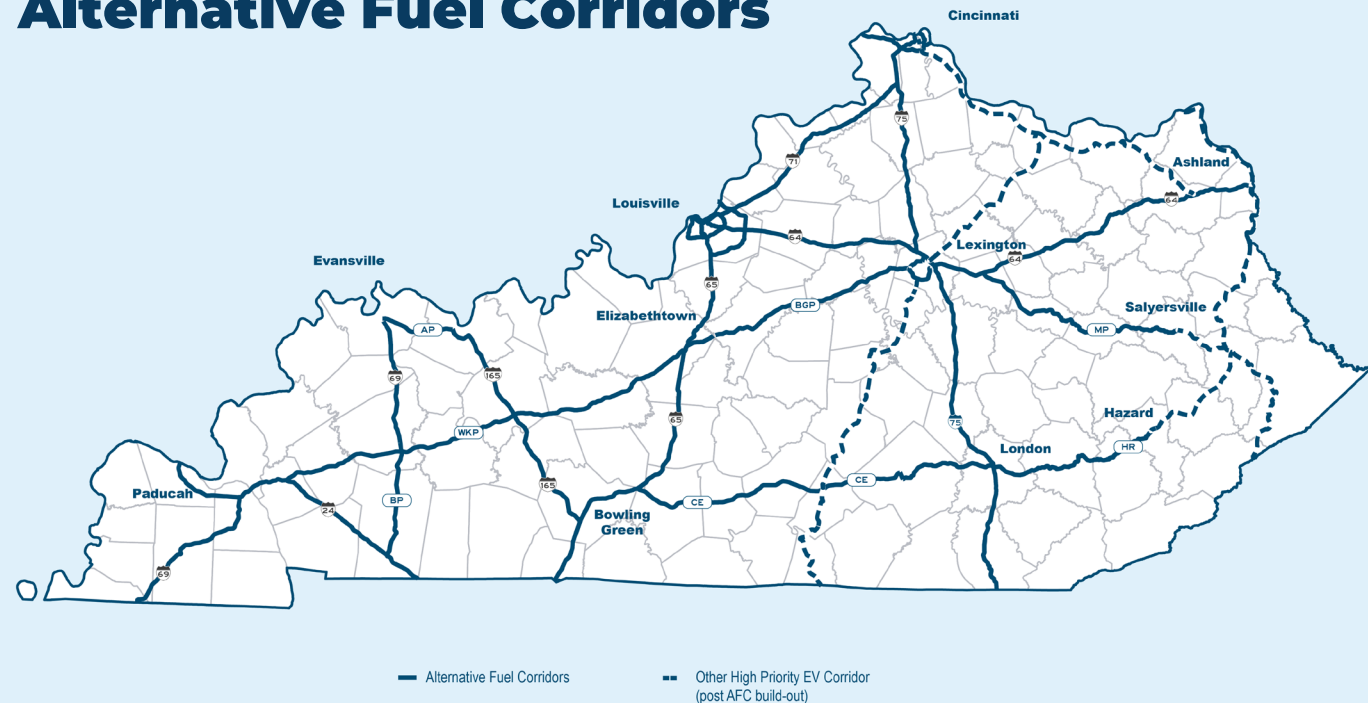 Alternative Fuel Corridors
Cincinnati
75
Ashland
71
64
Louisville
64
Lexington
64
Evansville
65
BGP
Salyersville
Elizabethtown
AP
MP
69
165
65
Hazard
75
WKP
London
HR
CE
165
Paducah
BP
CE
24
Bowling
Green
69
Alternative Fuel Corridors
Other High Priority EV Corridor
(post AFC build-out)